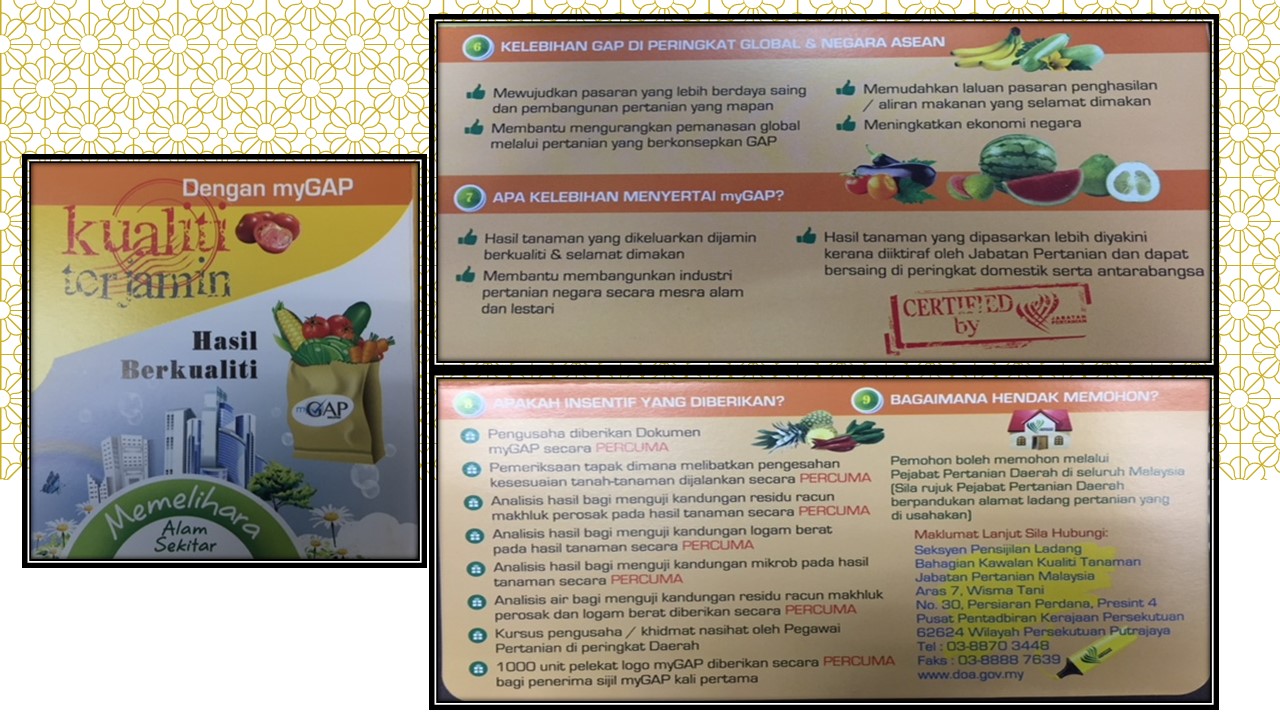 Dengan myGAP
kualiti
terjamin
Hasil
Berkualiti
myGAP
Memelihara
Alam
Sekitar
6 KELEBIHAN GAP DI PERINGKAT GLOBAL & NEGARA ASEAN
Mewujudkan pasaran yang lebih berdaya saing
dan pembangunan pertanian yang mapan
Membantu mengurangkan pemanasan global
melalui pertanian yang berkonsepkan GAP
Memudahkan laluan pasaran penghasilan
/ aliran makanan yang selamat dimakan
Meningkatkan ekonomi negara
7 APA KELEBIHAN MENYERTAI myGAP?
Hasil tanaman yang dikeluarkan dijamin
berkualiti & selamat dimakan
Membantu membangunkan industri
pertanian negara secara mesra alam
dan lestari
Hasil tanaman yang dipasarkan lebih diyakini
kerana diiktiraf oleh Jabatan Pertanian dan dapat
bersaing di peringkat domestik serta antarabangsa
CERTIFIED
by
JABATAN
PERTANIAN
8 APAKAH INSENTIF YANG DIBERIKAN?
Pengusaha diberikan Dokumen
myGAP secara PERCUMA
Pemeriksaan tapak dimana melibatkan pengesahan
kesesuaian tanah-tanaman dijalankan secara PERCUMA
Analisis hasil bagi menguji kandungan residu racun
makhluk perosak pada hasil tanaman secara PERCUMA
Analisis hasil bagi menguji kandungan logam berat
pada hasil tanaman secara PERCUMA
Analisis hasil bagi menguji kandungan mikrob pada hasil
tanaman secara PERCUMA
Analisis air bagi menguji kandungan residu racun makhluk
perosak dan logam berat diberikan secara PERCUMA
Kursus pengusaha / khidmat nasihat oleh Pegawai
Pertanian di peringkat Daerah
1000 unit pelekat logo myGAP diberikan secara PERCUMA
bagi penerima sijil myGAP kali pertama
9 BAGAIMANA HENDAK MEMOHON?
Pemohon boleh memohon melalui
Pejabat Pertanian Daerah di seluruh Malaysia
(Sila rujuk Pejabat Pertanian Daerah
berpandukan alamat ladang pertanian yang
di usahakan)
Maklumat Lanjut Sila Hubungi:
Seksyen Pensijilan Ladang
Bahagian Kawalan Kualiti Tanaman
Jabatan Pertanian Malaysia
Aras 7, Wisma Tani
No. 30, Persiaran Perdana, Presint 4
Pusat Pentadbiran Kerajaan Persekutuan
62624 Wilayah Persekutuan Putrajaya
Tel : 03-8870 3448
Faks : 03-8888 7639
www.doa.gov.my